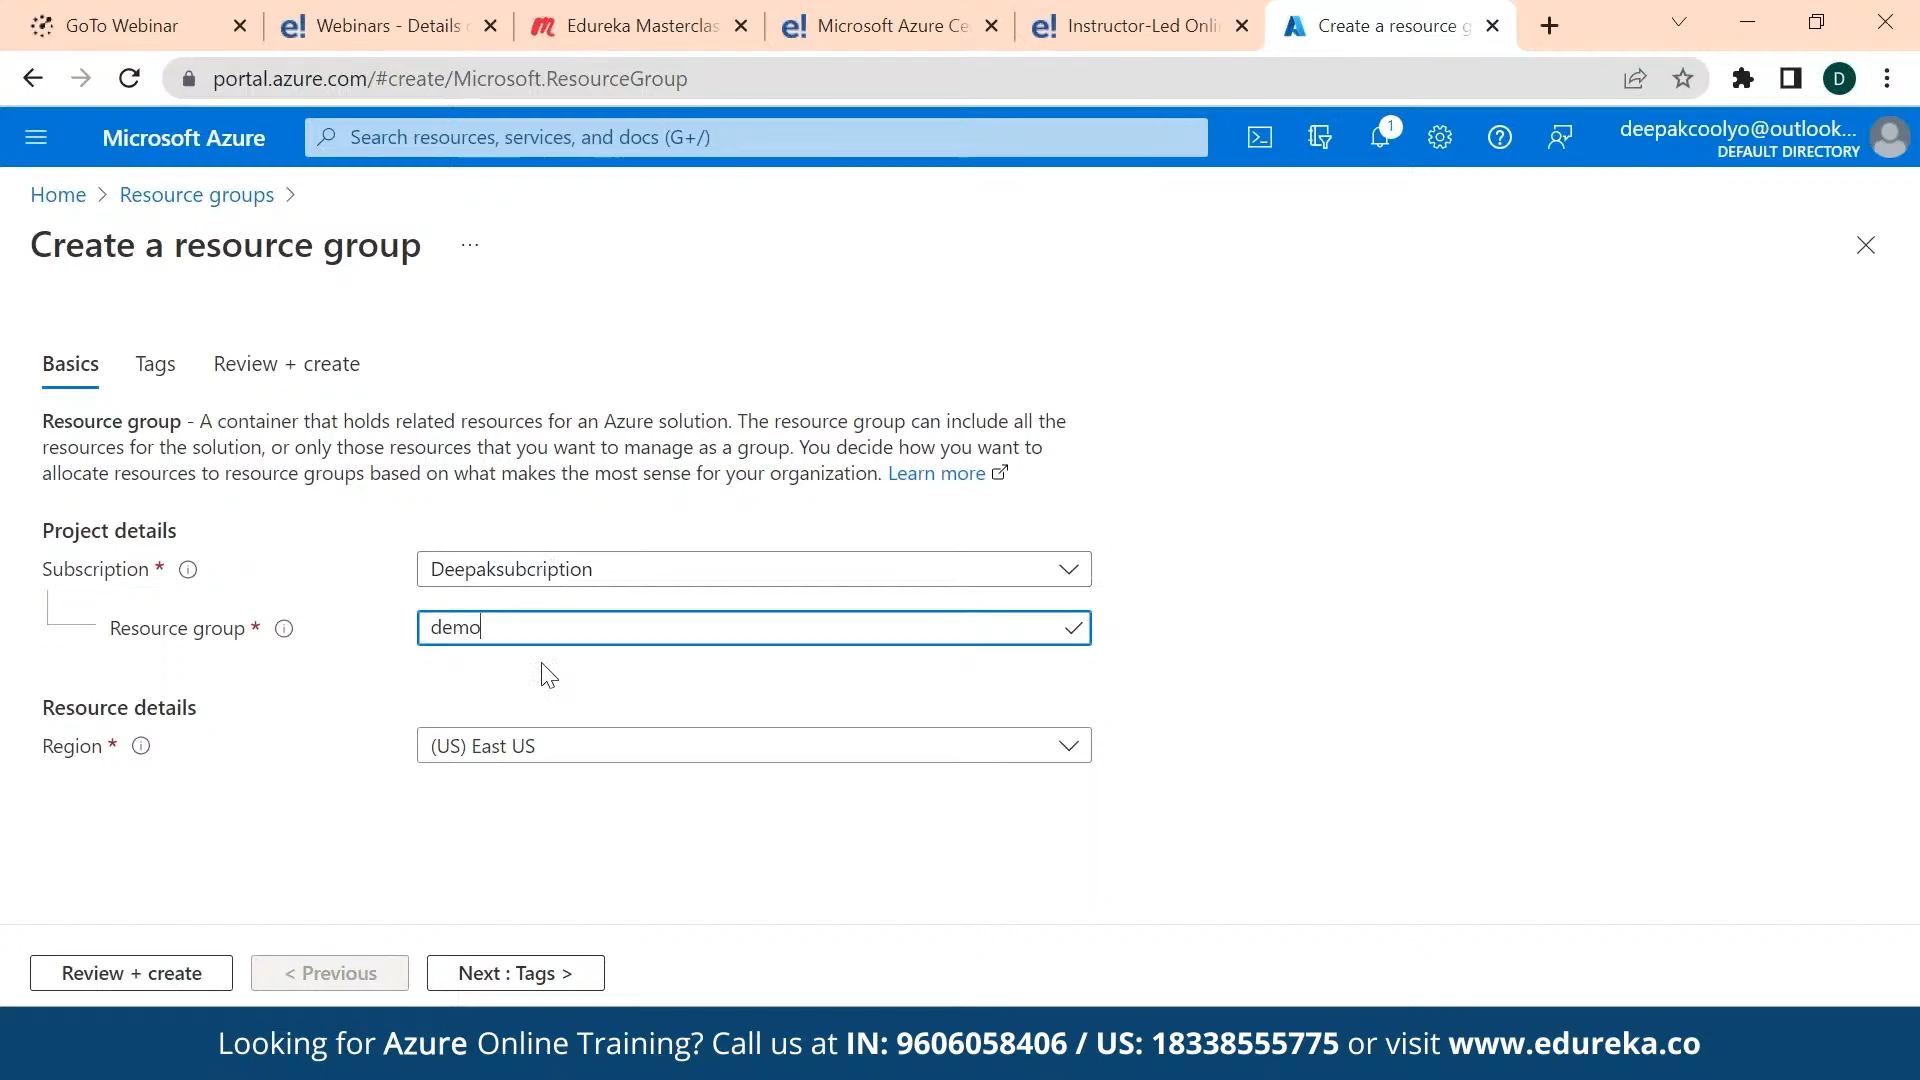 GoTo Webinar
Webinars - Details
Edureka Masterclas
Microsoft Azure Ce
Instructor-Led Onli
Create a resource g
portal.azure.com/#create/Microsoft.ResourceGroup
D
Microsoft Azure
Search resources, services, and docs (G+/)
1
deepakcoolyo@outlook...
DEFAULT DIRECTORY
Home > Resource groups >
Create a resource group ...
Basics Tags Review + create
Resource group - A container that holds related resources for an Azure solution. The resource group can include all the
resources for the solution, or only those resources that you want to manage as a group. You decide how you want to
allocate resources to resource groups based on what makes the most sense for your organization. Learn more
Project details
Subscription *
Deepaksubcription
Resource group *
demo
Resource details
Region *
(US) East US
Review + create
< Previous
Next : Tags >
Looking for Azure Online Training? Call us at IN: 9606058406 / US: 18338555775 or visit www.edureka.co